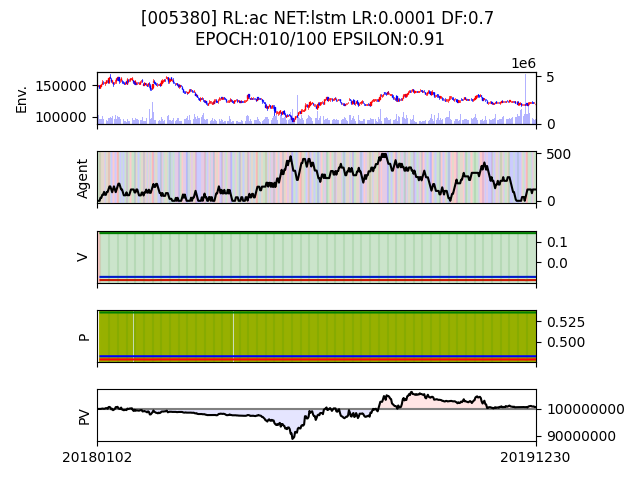 [005380] RL:ac NET:lstm LR:0.0001 DF:0.7
EPOCH:010/100 EPSILON:0.91
1e6
Env.
150000
100000
5
0
Agent
500
0
V
0.1
0.0
P
0.525
0.500
PV
100000000
90000000
20180102
20191230